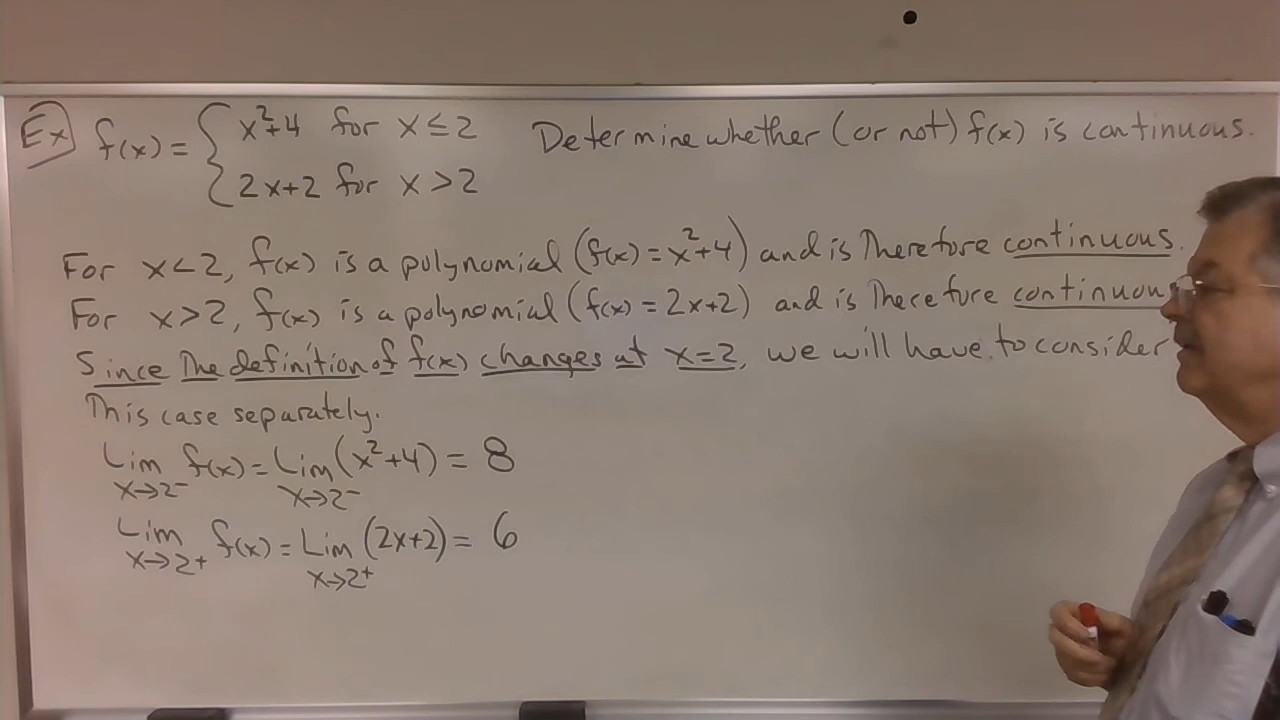 Ex f(x) = { x²+4 for x ≤ 2 Determine whether (or not) f(x) is continuous.
2x+2 for x > 2
For x < 2, f(x) is a polynomial (f(x) = x²+4) and is Therefore continuous.
For x > 2, f(x) is a polynomial (f(x) = 2x+2) and is Therefore continuou
Since The definition of f(x) changes at x=2, we will have to consider
This case separately.
Lim x→2⁻ f(x) = Lim x→2⁻ (x²+4) = 8
Lim x→2⁺ f(x) = Lim x→2⁺ (2x+2) = 6